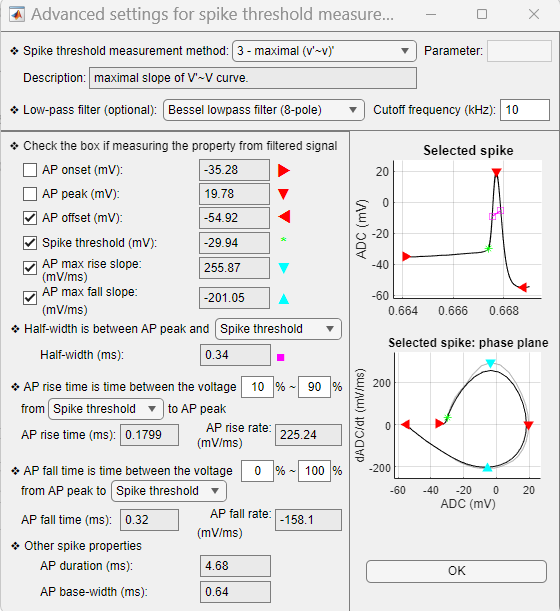 Advanced settings for spike threshold measure...
❖ Spike threshold measurement method: 3 - maximal (v'~v)' Parameter:
Description: maximal slope of V'~V curve.
❖ Low-pass filter (optional): Bessel lowpass filter (8-pole) Cutoff frequency (kHz): 10
❖ Check the box if measuring the property from filtered signal
AP onset (mV): -35.28
AP peak (mV): 19.78
AP offset (mV): -54.92
Spike threshold (mV): -29.94 *
AP max rise slope: (mV/ms) 255.87
AP max fall slope: (mV/ms) -201.05
❖ Half-width is between AP peak and Spike threshold
Half-width (ms): 0.34
❖ AP rise time is time between the voltage 10 % ~ 90 %
from Spike threshold to AP peak
AP rise time (ms): 0.1799 AP rise rate: (mV/ms) 225.24
❖ AP fall time is time between the voltage 0 % ~ 100 %
from AP peak to Spike threshold
AP fall time (ms): 0.32 AP fall rate: (mV/ms) -158.1
❖ Other spike properties
AP duration (ms): 4.68
AP base-width (ms): 0.64
Selected spike
ADC (mV)
20
0
-20
-40
-60
0.664 0.666 0.668
Selected spike: phase plane
dADC/dt (mV/ms)
200
0
-200
-60 -40 -20 0 20
ADC (mV)
OK